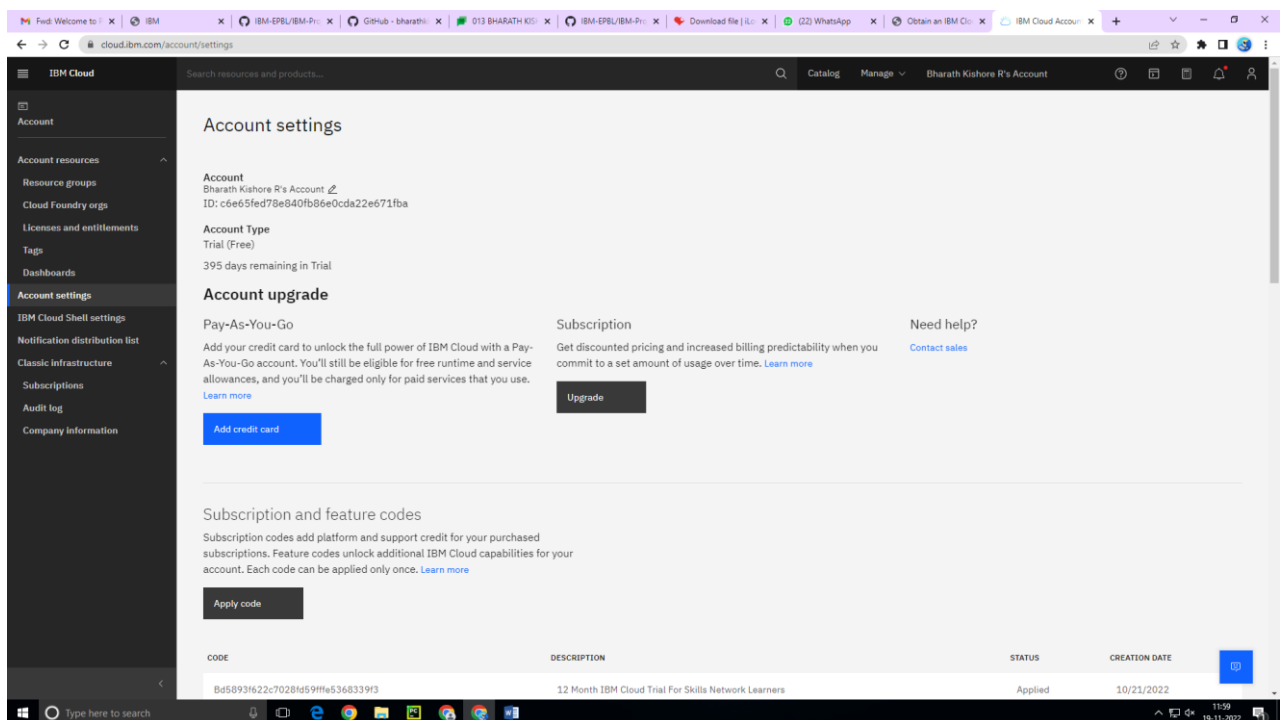 Fwd: Welcome to I
IBM
IBM-EPBL/IBM-Pro
GitHub - bharathki
013 BHARATH KIS
IBM-EPBL/IBM-Pro
Download file | iLo
(22) WhatsApp
Obtain an IBM Clo
IBM Cloud Accoun
cloud.ibm.com/account/settings
IBM Cloud
Search resources and products...
Catalog
Manage
Bharath Kishore R's Account
Account
Account resources
Resource groups
Cloud Foundry orgs
Licenses and entitlements
Tags
Dashboards
Account settings
IBM Cloud Shell settings
Notification distribution list
Classic infrastructure
Subscriptions
Audit log
Company information
Account settings
Account
Bharath Kishore R's Account
ID: c6e65fed78e840fb86e0cda22e671fba
Account Type
Trial (Free)
395 days remaining in Trial
Account upgrade
Pay-As-You-Go
Add your credit card to unlock the full power of IBM Cloud with a Pay-
As-You-Go account. You'll still be eligible for free runtime and service
allowances, and you'll be charged only for paid services that you use.
Learn more
Add credit card
Subscription
Get discounted pricing and increased billing predictability when you
commit to a set amount of usage over time. Learn more
Upgrade
Need help?
Contact sales
Subscription and feature codes
Subscription codes add platform and support credit for your purchased
subscriptions. Feature codes unlock additional IBM Cloud capabilities for
your account. Each code can be applied only once. Learn more
Apply code
CODE DESCRIPTION STATUS CREATION DATE
Bd5893f622c7028fd59fffe5368339f3 12 Month IBM Cloud Trial For Skills Network Learners Applied 10/21/2022
Type here to search
11:59
19-11-2022